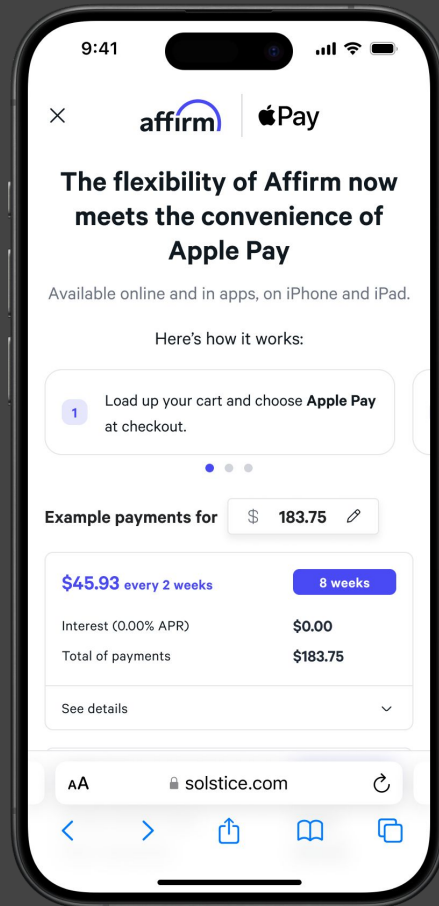 9:41
affirm Pay
The flexibility of Affirm now
meets the convenience of
Apple Pay
Available online and in apps, on iPhone and iPad.
Here's how it works:
1
Load up your cart and choose Apple Pay
at checkout.
Example payments for $ 183.75
$45.93 every 2 weeks 8 weeks
Interest (0.00% APR) $0.00
Total of payments $183.75
See details
AA solstice.com